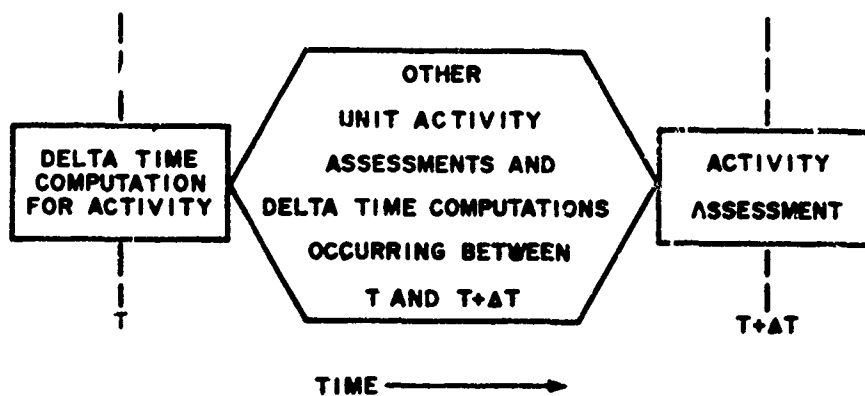 DELTA TIME
COMPUTATION
FOR ACTIVITY
OTHER
UNIT ACTIVITY
ASSESSMENTS AND
DELTA TIME COMPUTATIONS
OCCURRING BETWEEN
T AND T+ΔT
ACTIVITY
ASSESSMENT
T
T+ΔT
TIME